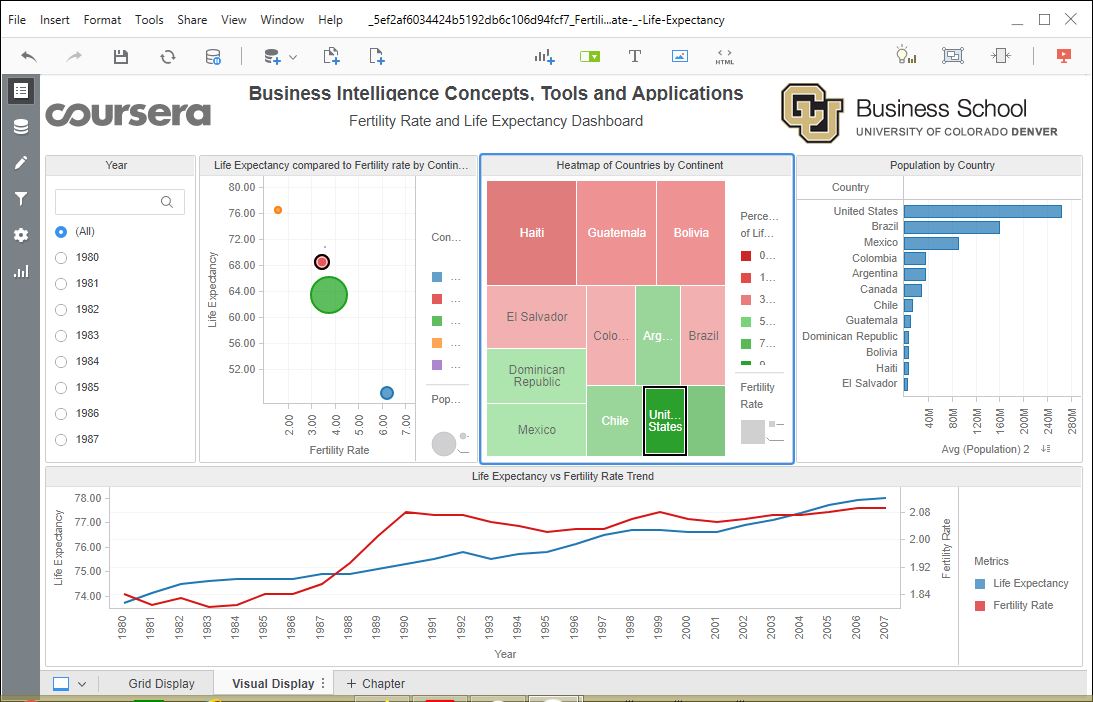 File Insert Format Tools Share View Window Help _5ef2af6034424b5192db6c106d94fcf7_Fertili...ate-_-Life-Expectancy
HTML
coursera
Business Intelligence Concepts, Tools and Applications
Fertility Rate and Life Expectancy Dashboard
CU
Business School
UNIVERSITY OF COLORADO DENVER
Year
(All)
1980
1981
1982
1983
1984
1985
1986
1987
Life Expectancy compared to Fertility rate by Contin...
Life Expectancy
80.00
76.00
72.00
68.00
64.00
60.00
56.00
52.00
2.00 3.00 4.00 5.00 6.00 7.00
Fertility Rate
Con...
...
...
...
...
...
Pop...
Heatmap of Countries by Continent
Haiti
Guatemala
Bolivia
El Salvador
Colo...
Arg...
Brazil
Dominican
Republic
Mexico
Chile
Unit...
States
Perce...
of Lif...
0...
1...
3...
5...
7...
9...
Fertility
Rate
Population by Country
Country
United States
Brazil
Mexico
Colombia
Argentina
Canada
Chile
Guatemala
Dominican Republic
Bolivia
Haiti
El Salvador
40M 80M 120M 160M 200M 240M 280M
Avg (Population) 2
Life Expectancy vs Fertility Rate Trend
Life Expectancy
78.00
77.00
76.00
75.00
74.00
2.08
2.00
1.92
1.84
Fertility Rate
1980 1981 1982 1983 1984 1985 1986 1987 1988 1989 1990 1991 1992 1993 1994 1995 1996 1997 1998 1999 2000 2001 2002 2003 2004 2005 2006 2007
Year
Metrics
Life Expectancy
Fertility Rate
Grid Display Visual Display + Chapter